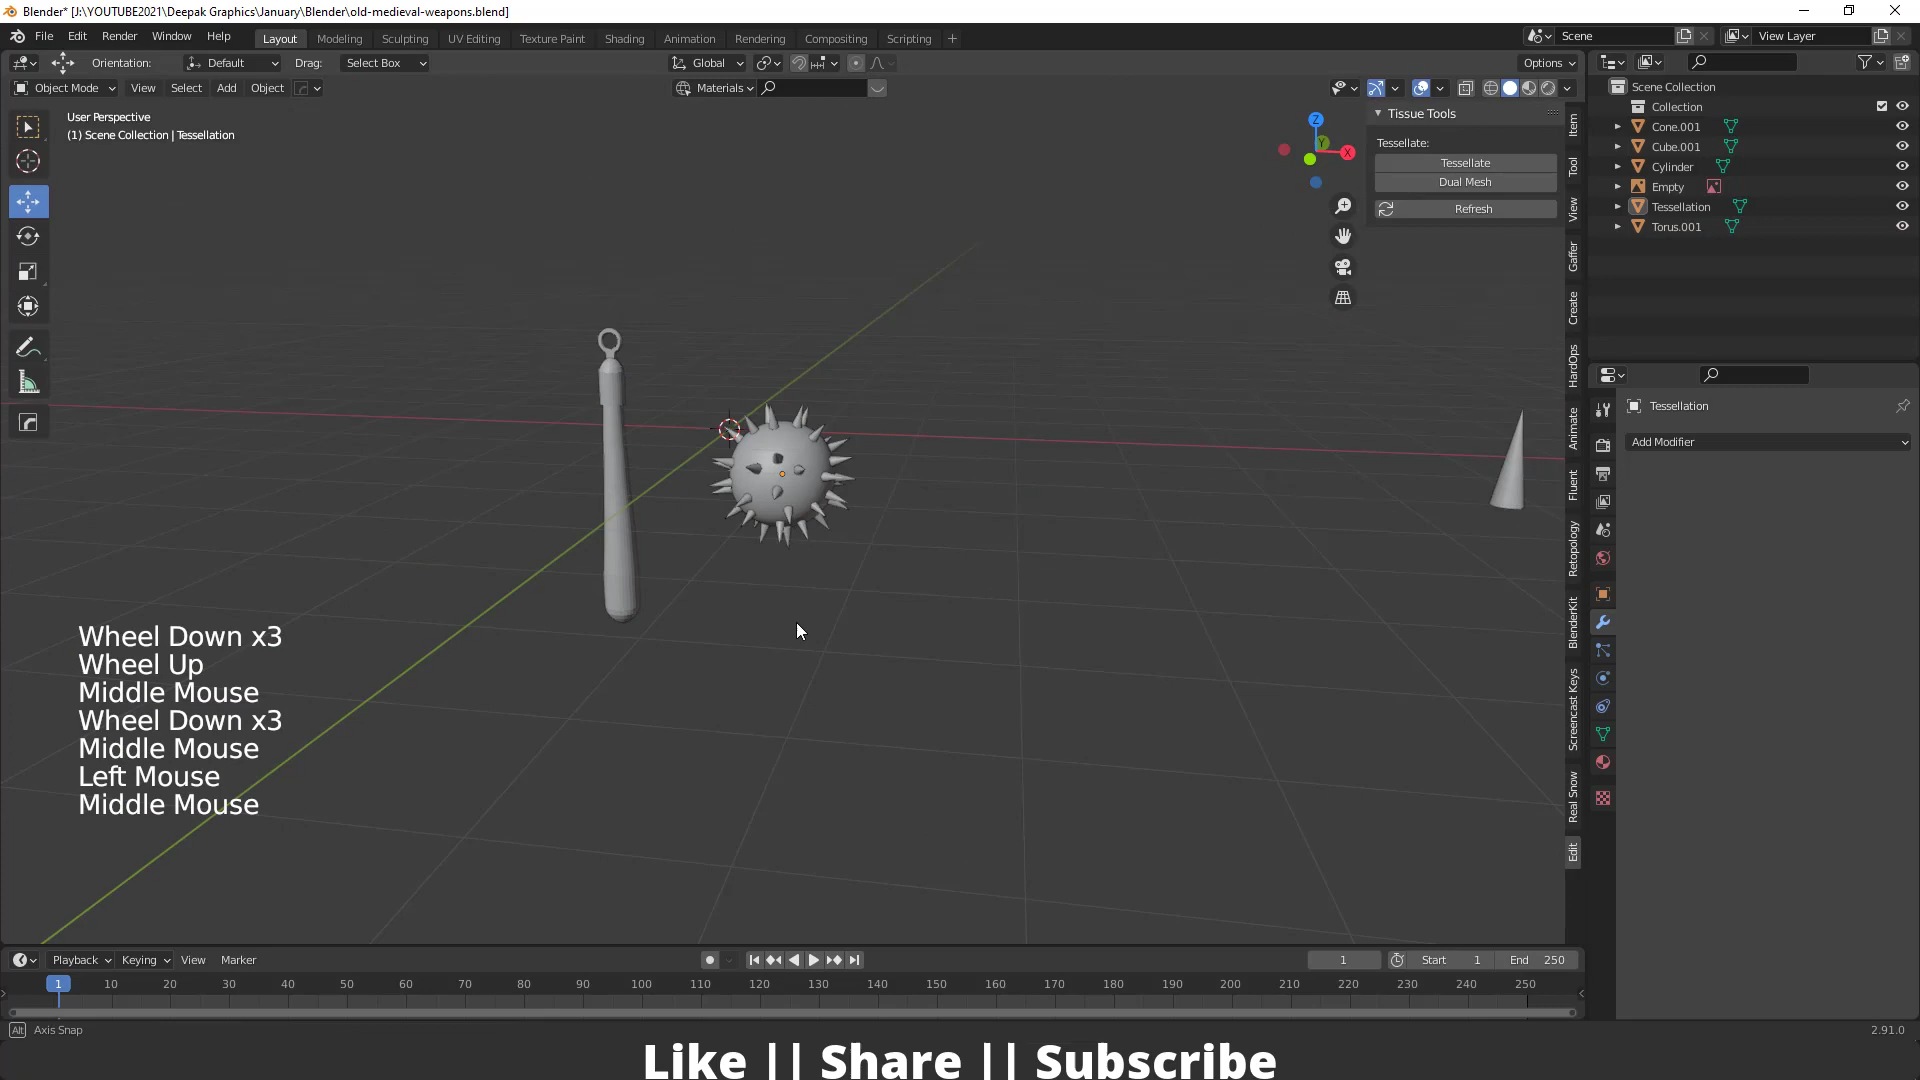 Blender* [J:\YOUTUBE2021\Deepak Graphics\January\Blender\old-medieval-weapons.blend]
File Edit Render Window Help
Layout Modeling Sculpting UV Editing Texture Paint Shading Animation Rendering Compositing Scripting +
Scene
View Layer
Orientation: Default Drag: Select Box
Global
Options
Object Mode View Select Add Object
Materials
User Perspective
(1) Scene Collection | Tessellation
Z
Y
X
Tissue Tools
Tessellate:
Tessellate
Dual Mesh
Refresh
Item
Tool
View
Gaffer
Create
HardOps
Animate
Fluent
Retopology
BlenderKit
Screencast Keys
Real Snow
Edit
Scene Collection
Collection
Cone.001
Cube.001
Cylinder
Empty
Tessellation
Torus.001
Tessellation
Add Modifier
Wheel Down x3
Wheel Up
Middle Mouse
Wheel Down x3
Middle Mouse
Left Mouse
Middle Mouse
Playback Keying View Marker
1
Start 1
End 250
1 10 20 30 40 50 60 70 80 90 100 110 120 130 140 150 160 170 180 190 200 210 220 230 240 250
Alt Axis Snap
2.91.0
Like || Share || Subscribe